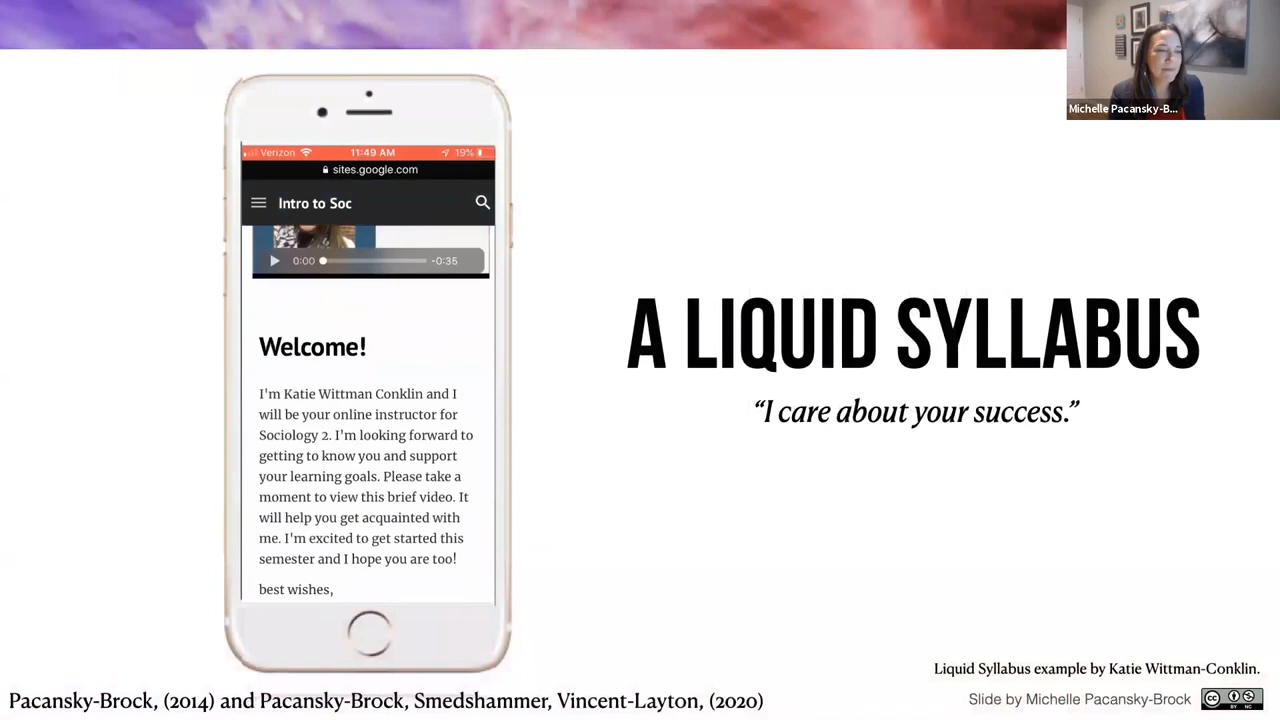 Michelle Pacansky-B...
Verizon 11:49 AM 19%
sites.google.com
Intro to Soc
0:00 -0:35
Welcome!
I'm Katie Wittman Conklin and I
will be your online instructor for
Sociology 2. I'm looking forward to
getting to know you and support
your learning goals. Please take a
moment to view this brief video. It
will help you get acquainted with
me. I'm excited to get started this
semester and I hope you are too!
best wishes,
A LIQUID SYLLABUS
“I care about your success.”
Liquid Syllabus example by Katie Wittman-Conklin.
Pacansky-Brock, (2014) and Pacansky-Brock, Smedshammer, Vincent-Layton, (2020)
Slide by Michelle Pacansky-Brock
CC BY NC